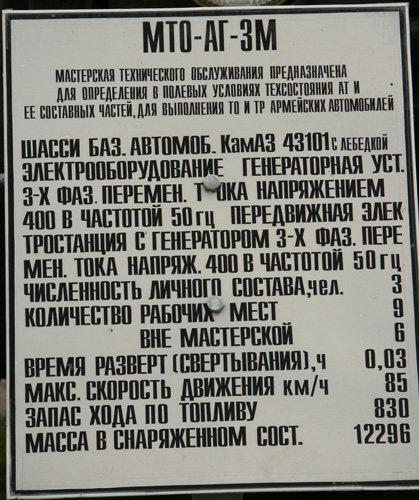 МТО-АГ-3М
МАСТЕРСКАЯ ТЕХНИЧЕСКОГО ОБСЛУЖИВАНИЯ ПРЕДНАЗНАЧЕНА
ДЛЯ ОПРЕДЕЛЕНИЯ В ПОЛЕВЫХ УСЛОВИЯХ ТЕХСОСТОЯНИЯ АТ И
ЕЕ СОСТАВНЫХ ЧАСТЕЙ, ДЛЯ ВЫПОЛНЕНИЯ ТО И ТР АРМЕЙСКИХ АВТОМОБИЛЕЙ
ШАССИ БАЗ. АВТОМОБ. КамАЗ 43101 С ЛЕБЕДКОЙ
ЭЛЕКТРООБОРУДОВАНИЕ ГЕНЕРАТОРНАЯ УСТ.
3-Х ФАЗ. ПЕРЕМЕН. ТОКА НАПРЯЖЕНИЕМ
400 В ЧАСТОТОЙ 50 гц ПЕРЕДВИЖНАЯ ЭЛЕК
ТРОСТАНЦИЯ С ГЕНЕРАТОРОМ 3-Х ФАЗ. ПЕРЕ
МЕН. ТОКА НАПРЯЖ. 400 В ЧАСТОТОЙ 50 гц
ЧИСЛЕННОСТЬ ЛИЧНОГО СОСТАВА, чел. 3
КОЛИЧЕСТВО РАБОЧИХ МЕСТ 9
ВНЕ МАСТЕРСКОЙ 6
ВРЕМЯ РАЗВЕРТ (СВЕРТЫВАНИЯ), ч 0,03
МАКС. СКОРОСТЬ ДВИЖЕНИЯ км/ч 85
ЗАПАС ХОДА ПО ТОПЛИВУ 830
МАССА В СНАРЯЖЕННОМ СОСТ. 12296